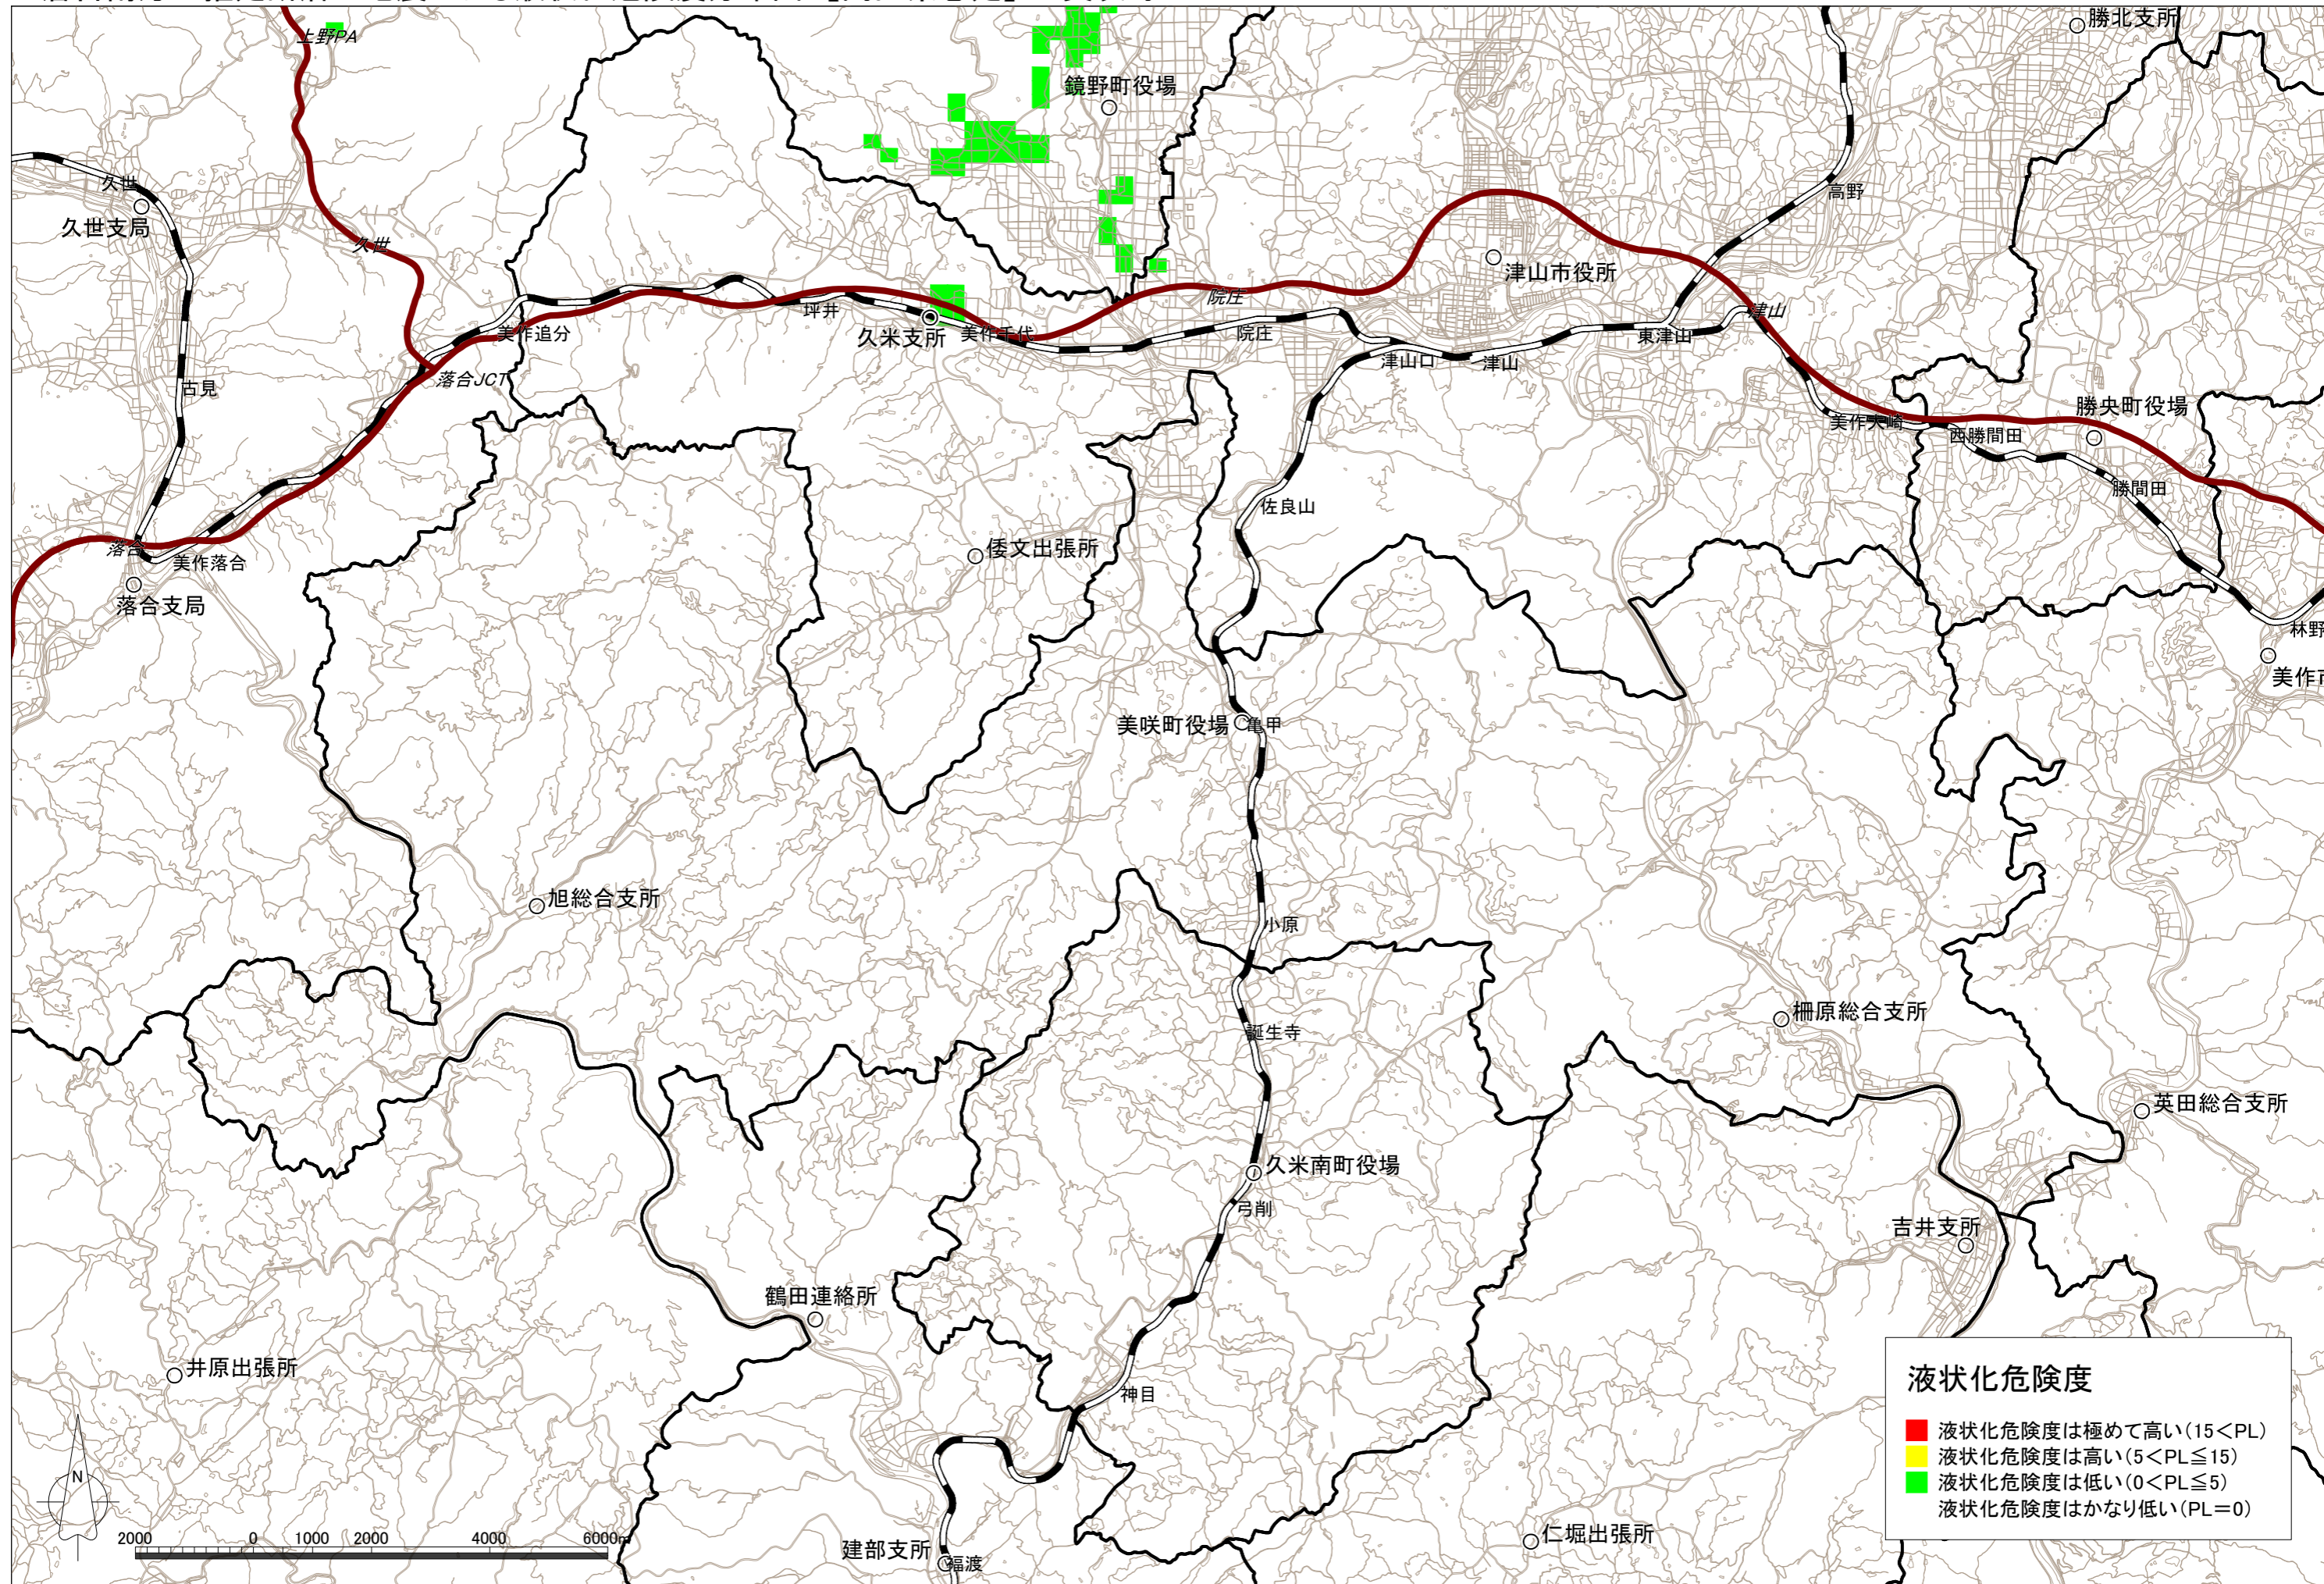 勝北支所
上野PA
鏡野町役場
久世
高野
久世支局
久世
津山市役所
院庄
津山
坪井
久米支所
美作千代
院庄
美作追分
東津山
津山口
津山
落合JCT
古見
勝央町役場
美作大崎
西勝間田
勝間田
佐良山
落合
美作落合
倭文出張所
落合支局
林野
美作市
美咲町役場
亀甲
旭総合支所
小原
柵原総合支所
誕生寺
英田総合支所
久米南町役場
弓削
吉井支所
鶴田連絡所
井原出張所
神目
液状化危険度
液状化危険度は極めて高い(15<PL)
液状化危険度は高い(5<PL≦15)
液状化危険度は低い(0<PL≦5)
液状化危険度はかなり低い(PL=0)
N
2000 0 1000 2000 4000 6000m
仁堀出張所
建部支所
福渡